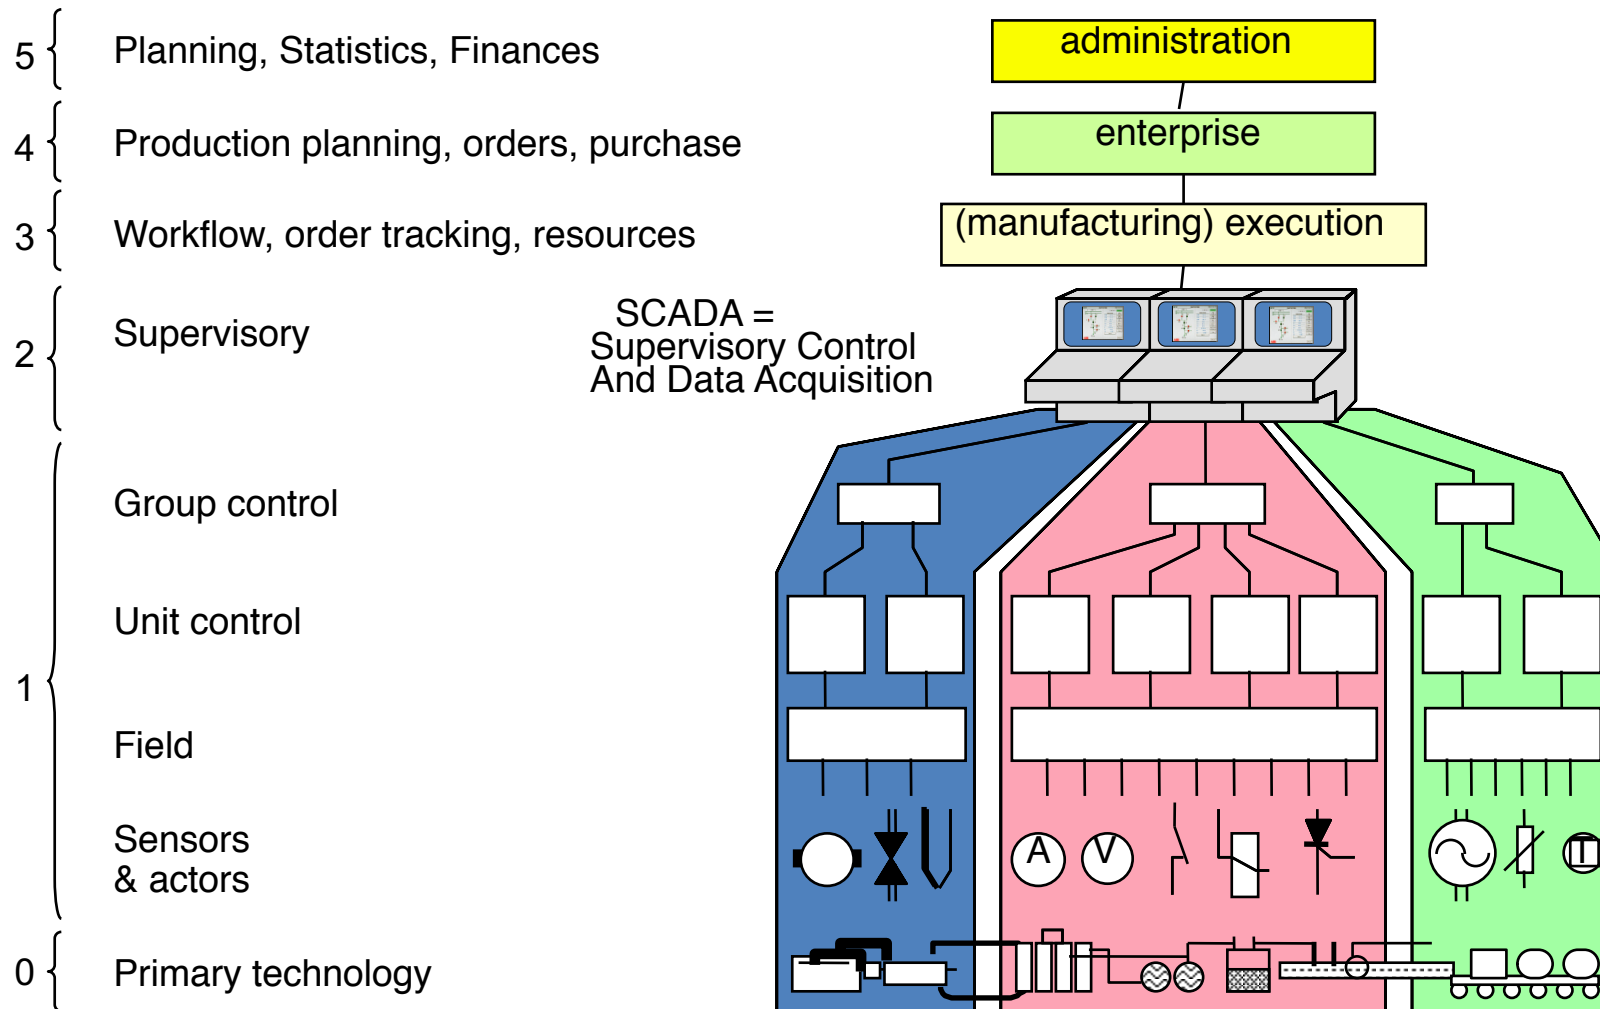 5
Planning, Statistics, Finances
administration
4
Production planning, orders, purchase
enterprise
3
Workflow, order tracking, resources
(manufacturing) execution
2
Supervisory
SCADA =
Supervisory Control
And Data Acquisition
1
Group control
Unit control
Field
Sensors
& actors
A
V
T
0
Primary technology